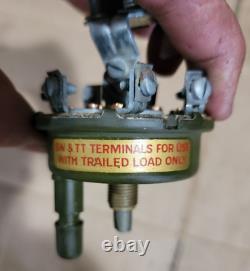 SW & TT TERMINALS FOR USE
WITH TRAILED LOAD ONLY